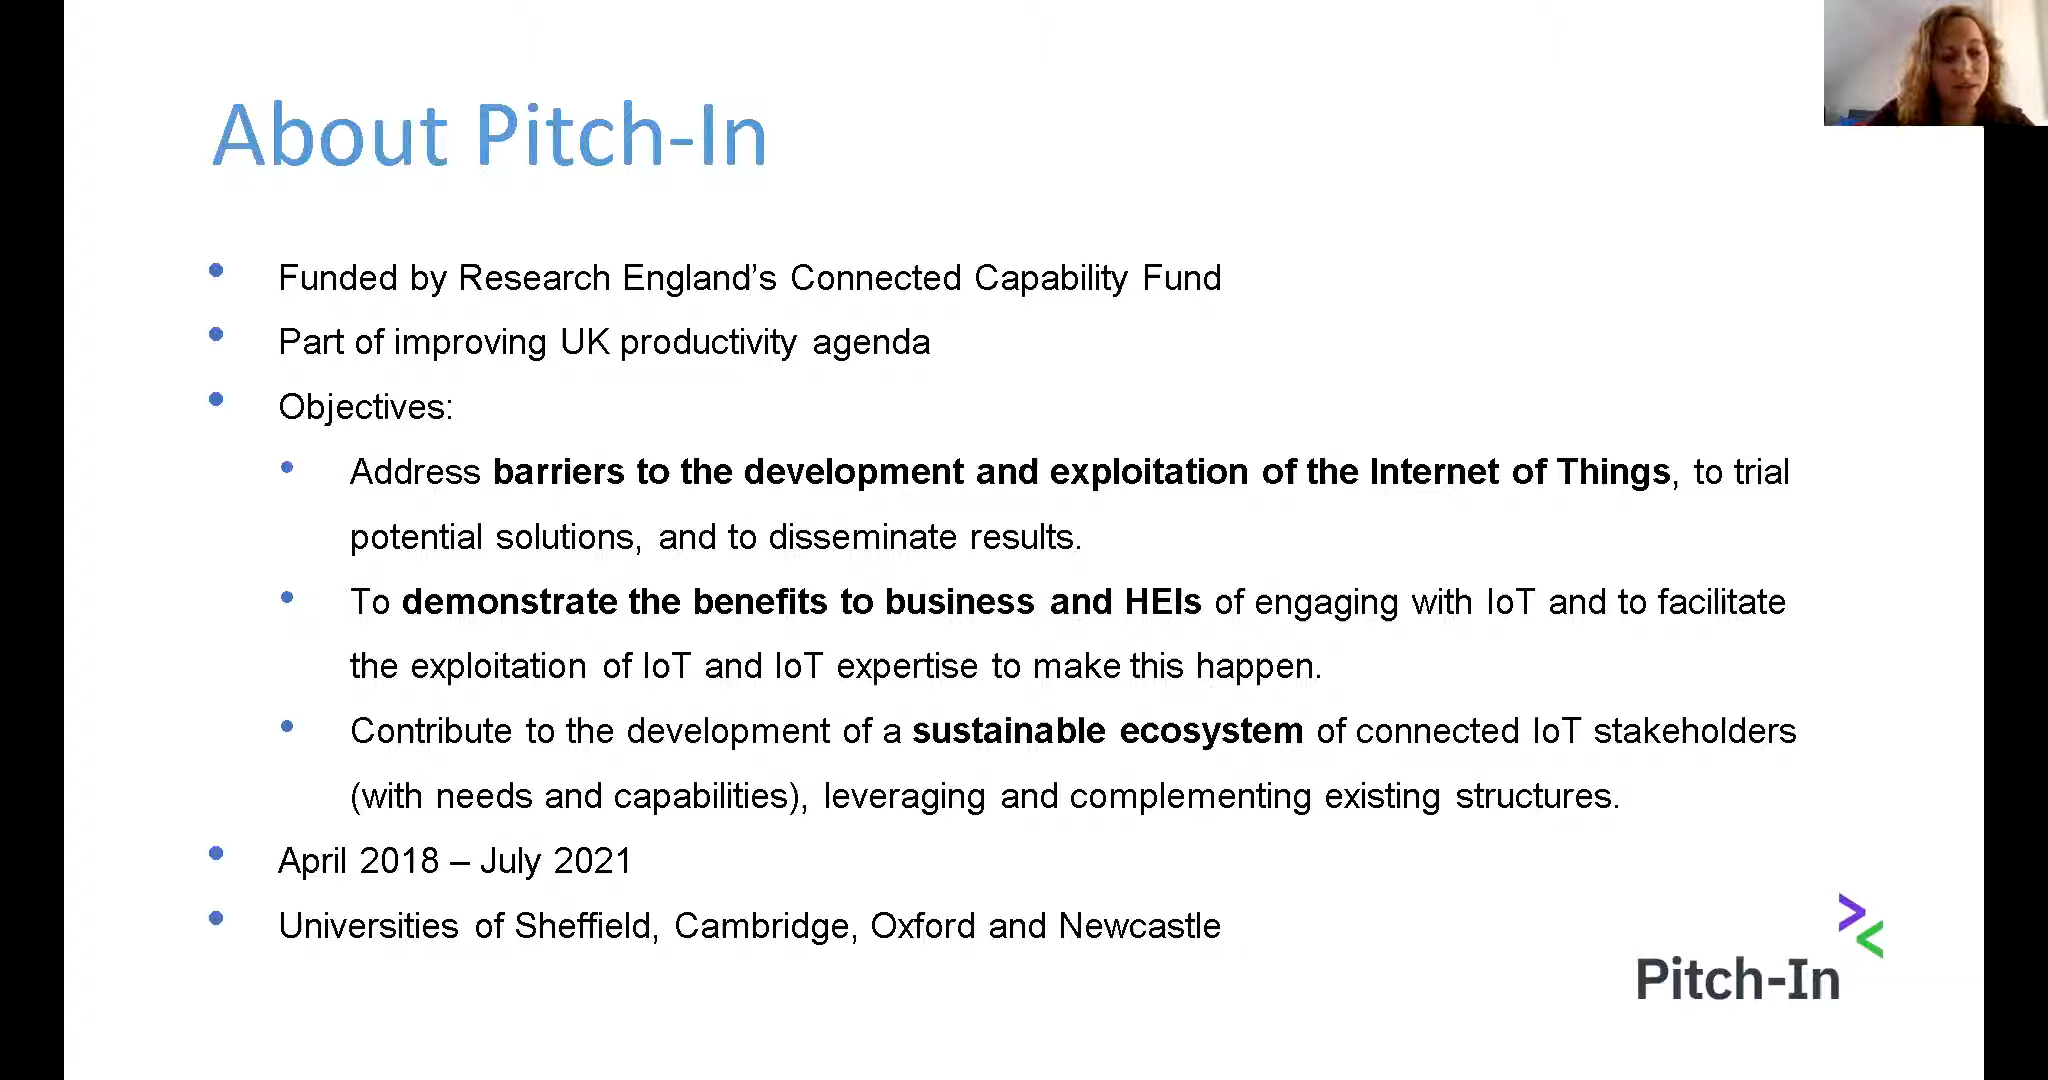 About Pitch-In
Funded by Research England’s Connected Capability Fund
Part of improving UK productivity agenda
Objectives:
Address barriers to the development and exploitation of the Internet of Things, to trial
potential solutions, and to disseminate results.
To demonstrate the benefits to business and HEIs of engaging with IoT and to facilitate
the exploitation of IoT and IoT expertise to make this happen.
Contribute to the development of a sustainable ecosystem of connected IoT stakeholders
(with needs and capabilities), leveraging and complementing existing structures.
April 2018 – July 2021
Universities of Sheffield, Cambridge, Oxford and Newcastle
Pitch-In